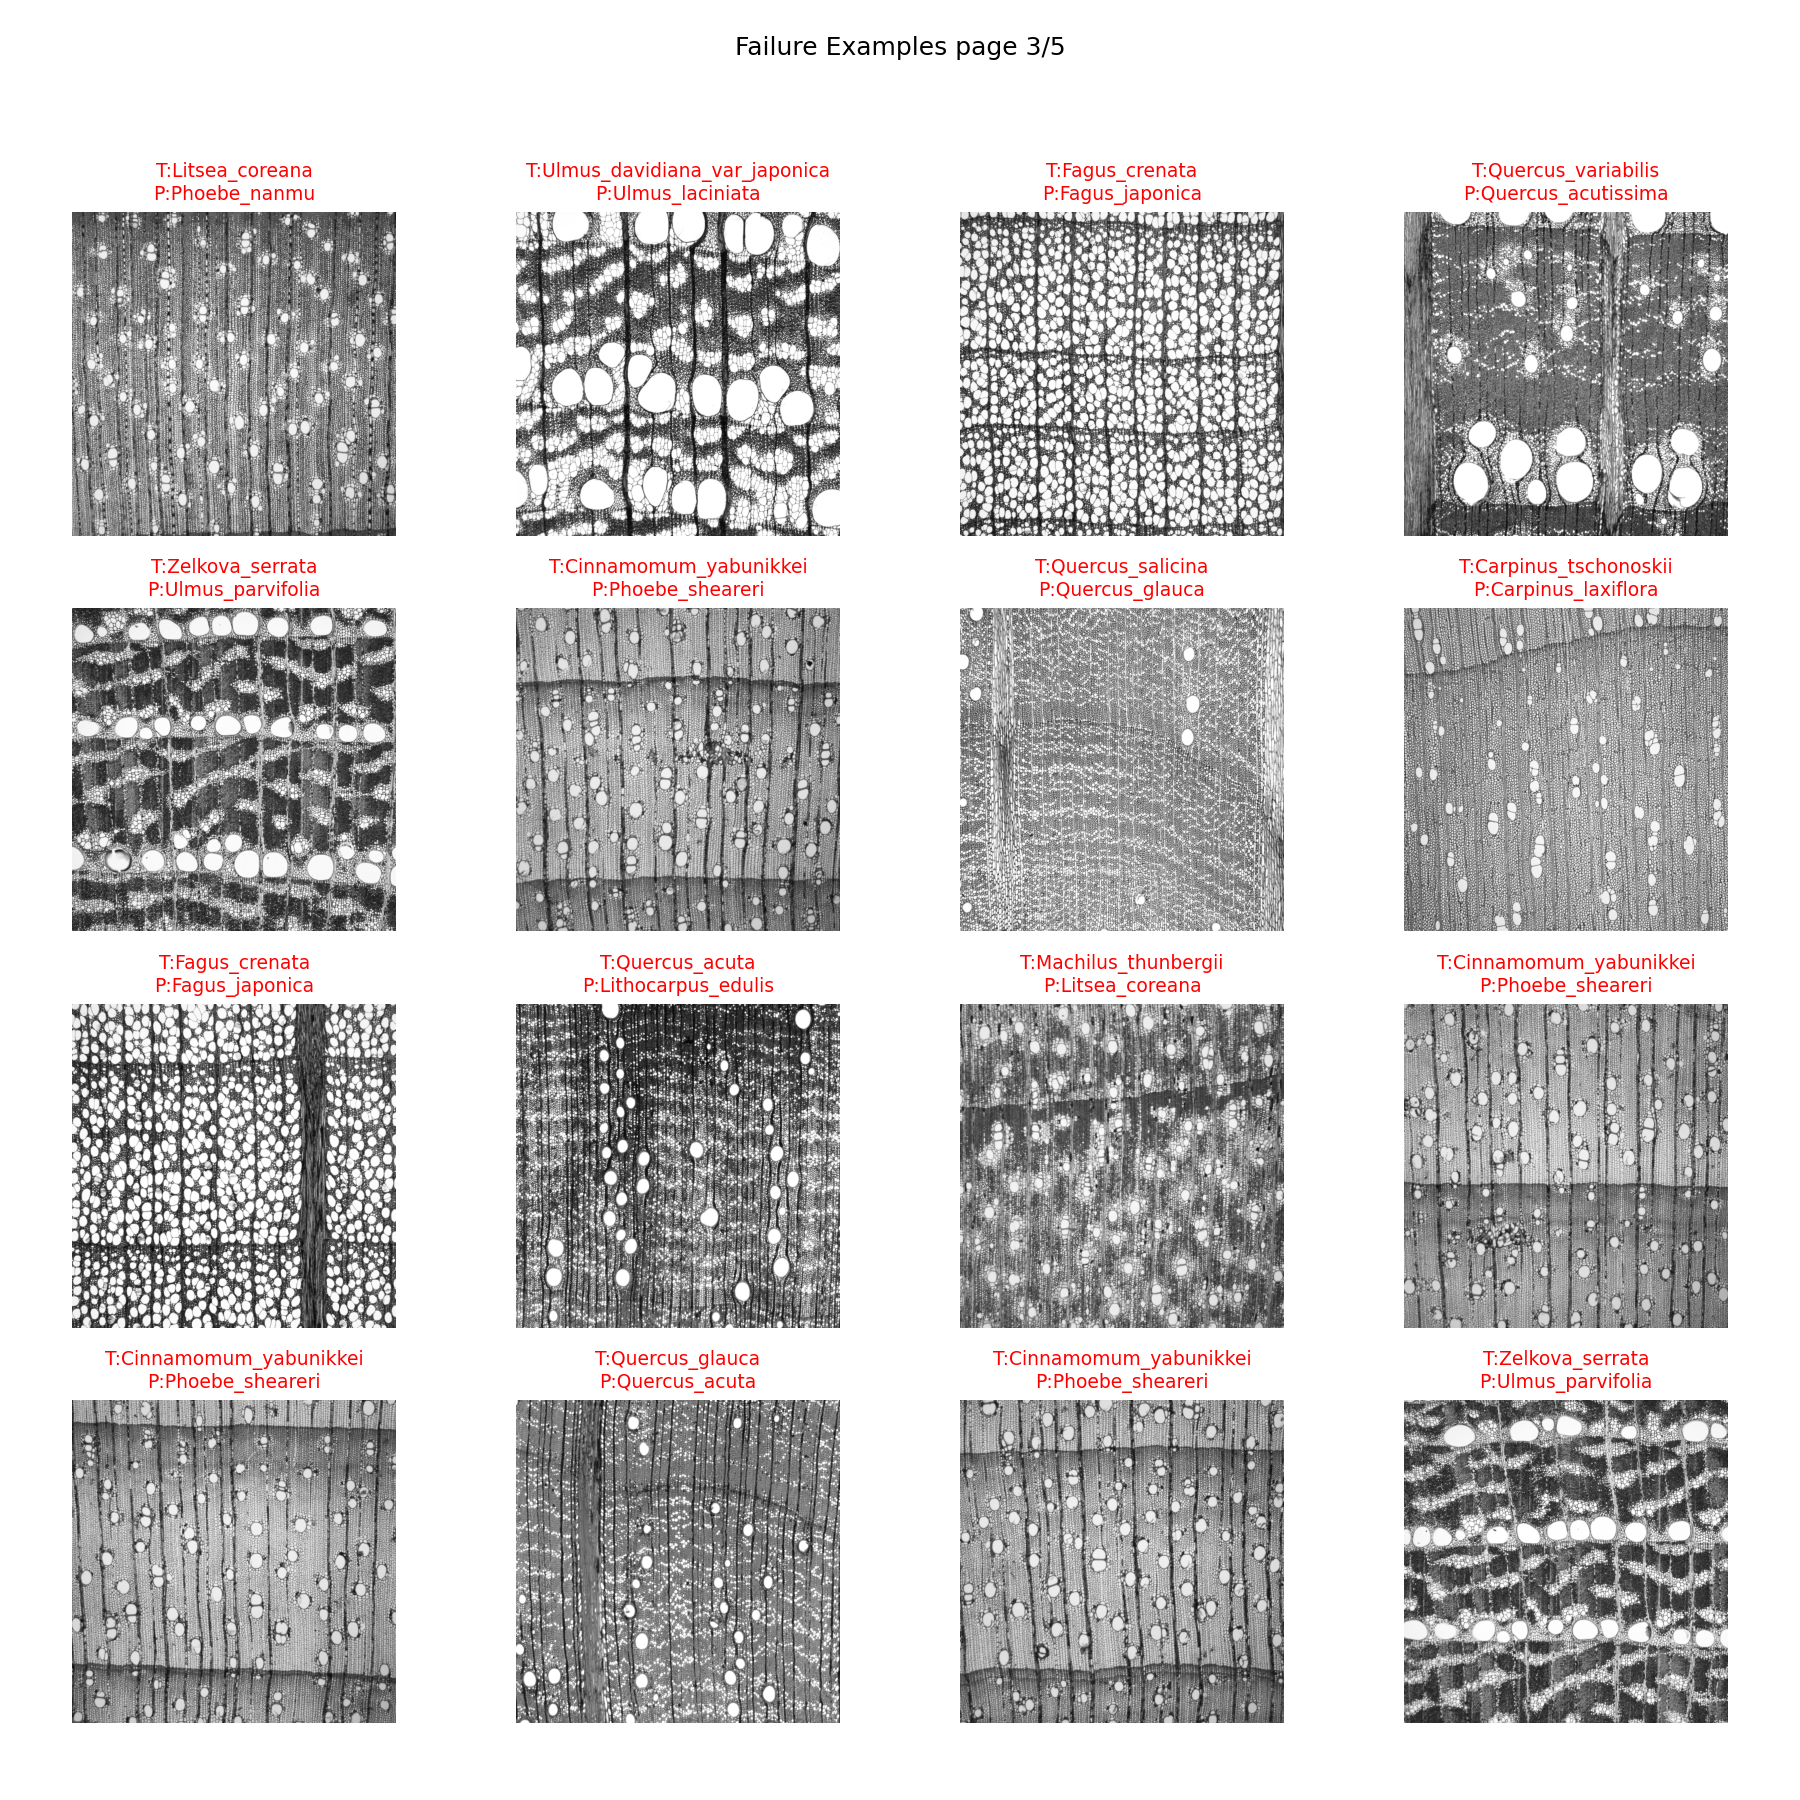 Failure Examples page 3/5
T:Litsea_coreana
P:Phoebe_nanmu
T:Ulmus_davidiana_var_japonica
P:Ulmus_laciniata
T:Fagus_crenata
P:Fagus_japonica
T:Quercus_variabilis
P:Quercus_acutissima
T:Zelkova_serrata
P:Ulmus_parvifolia
T:Cinnamomum_yabunikkei
P:Phoebe_sheareri
T:Quercus_salicina
P:Quercus_glauca
T:Carpinus_tschonoskii
P:Carpinus_laxiflora
T:Fagus_crenata
P:Fagus_japonica
T:Quercus_acuta
P:Lithocarpus_edulis
T:Machilus_thunbergii
P:Litsea_coreana
T:Cinnamomum_yabunikkei
P:Phoebe_sheareri
T:Cinnamomum_yabunikkei
P:Phoebe_sheareri
T:Quercus_glauca
P:Quercus_acuta
T:Cinnamomum_yabunikkei
P:Phoebe_sheareri
T:Zelkova_serrata
P:Ulmus_parvifolia